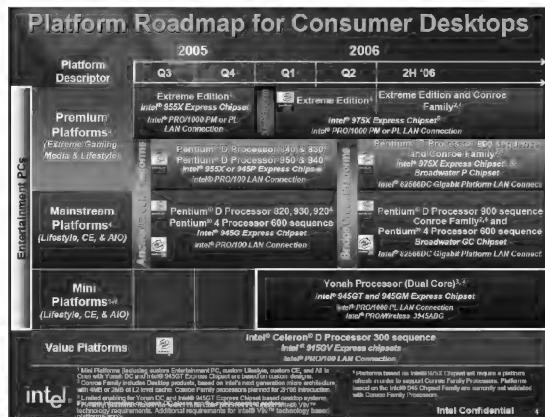 Platform Roadmap for Consumer Desktops
2005
2006
Platform
Descriptor
Q3
Q4
Q1
Q2
2H '06
Entertainment PCs
Premium
Platforms
(Extreme Gaming
Media & Lifestyle)
Extreme Edition
Intel® 955X Express Chipset
Intel® PRO/1000 PM or PL
LAN Connection
Extreme Edition
Extreme Edition and Conroe
Family
Intel® 975X Express Chipset
Intel® PRO/1000 PM or PL LAN Connection
Pentium® D Processor 840 & 830
Pentium® D Processor 950 & 940
Intel® 955X or 945P Express Chipset
Intel® PRO/100 LAN Connection
Pentium® D Processor 900 sequence
and Conroe Family
Intel® 975X Express Chipset &
Broadwater P Chipset
Intel® 82566DC Gigabit Platform LAN Connect
Mainstream
Platforms
(Lifestyle, CE, & AIO)
Pentium® D Processor 820, 930, 920
Pentium® 4 Processor 600 sequence
Intel® 945G Express Chipset
Intel® PRO/100 LAN Connection
Pentium® D Processor 900 sequence
Conroe Family and
Pentium® 4 Processor 600 sequence
Broadwater GC Chipset
Intel® 82566DC Gigabit Platform LAN Connect
Mini
Platforms
(Lifestyle, CE, & AIO)
Yonah Processor (Dual Core)
Intel® 945GT and 945GM Express Chipset
Intel® PRO/1000 PL LAN Connection
Intel® PRO/Wireless 3945ABG
Value Platforms
Intel® Celeron® D Processor 300 sequence
Intel® 945GV Express chipsets
Intel® PRO/100 LAN Connection
intel
Intel Confidential